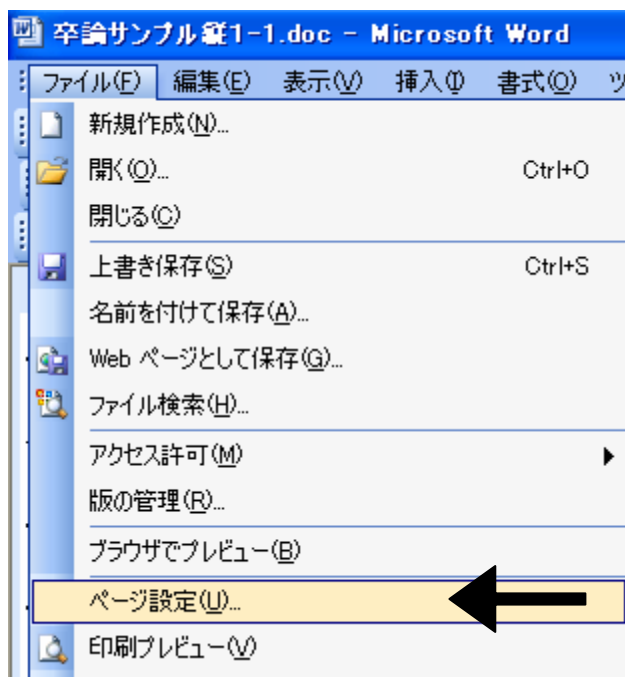 卒論サンプル縦1-1.doc - Microsoft Word
ファイル(F) 編集(E) 表示(V) 挿入(I) 書式(O) ツ
新規作成(N)...
開く(O)... Ctrl+O
閉じる(C)
上書き保存(S) Ctrl+S
名前を付けて保存(A)...
Web ページとして保存(G)...
ファイル検索(H)...
アクセス許可(M)
版の管理(R)...
ブラウザでプレビュー(B)
ページ設定(U)...
印刷プレビュー(V)